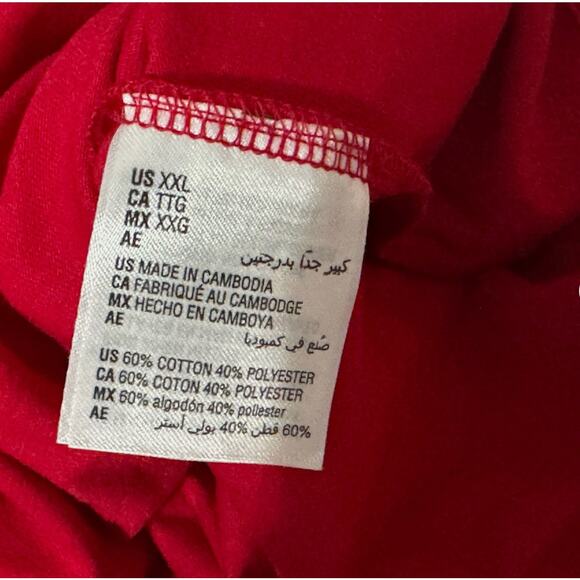 US XXL
CA TTG
MX XXG
AE كبير جدًا بدرجتين
US MADE IN CAMBODIA
CA FABRIQUÉ AU CAMBODGE
MX HECHO EN CAMBOYA
AE صُنع في كمبوديا
US 60% COTTON 40% POLYESTER
CA 60% COTON 40% POLYESTER
MX 60% algodón 40% poliester
AE 60% قطن 40% بولي أستر